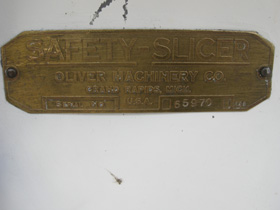 SAFETY-SLICER
OLIVER MACHINERY CO.
GRAND RAPIDS, MICH.
U.S.A. 65970